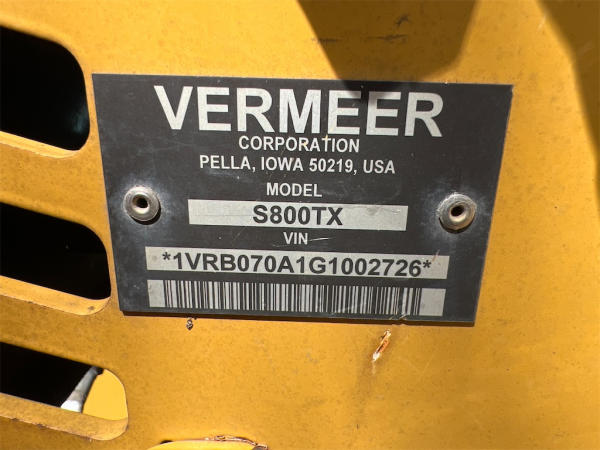 VERMEER
CORPORATION
PELLA, IOWA 50219, USA
MODEL
S800TX
VIN
*1VRB070A1G1002726*